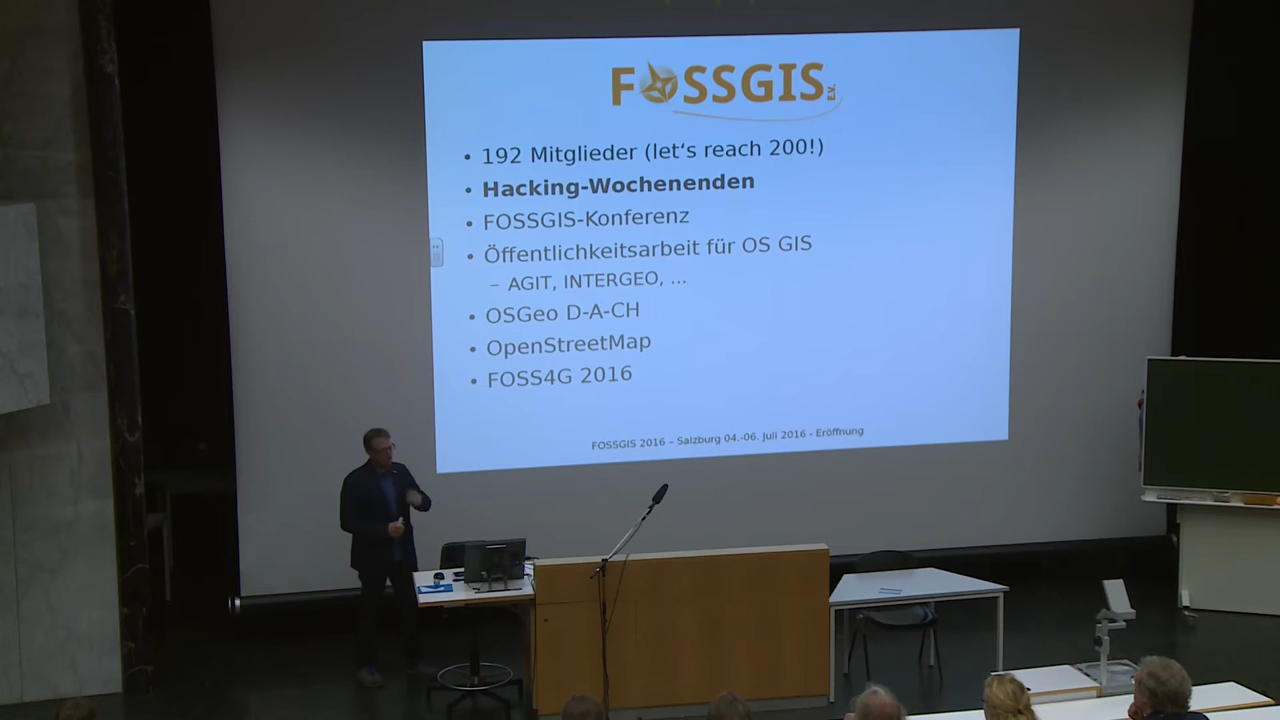 FOSSGIS e.V.
• 192 Mitglieder (let's reach 200!)
• Hacking-Wochenenden
• FOSSGIS-Konferenz
• Öffentlichkeitsarbeit für OS GIS
– AGIT, INTERGEO, ...
• OSGeo D-A-CH
• OpenStreetMap
• FOSS4G 2016
FOSSGIS 2016 – Salzburg 04.-06. Juli 2016 - Eröffnung